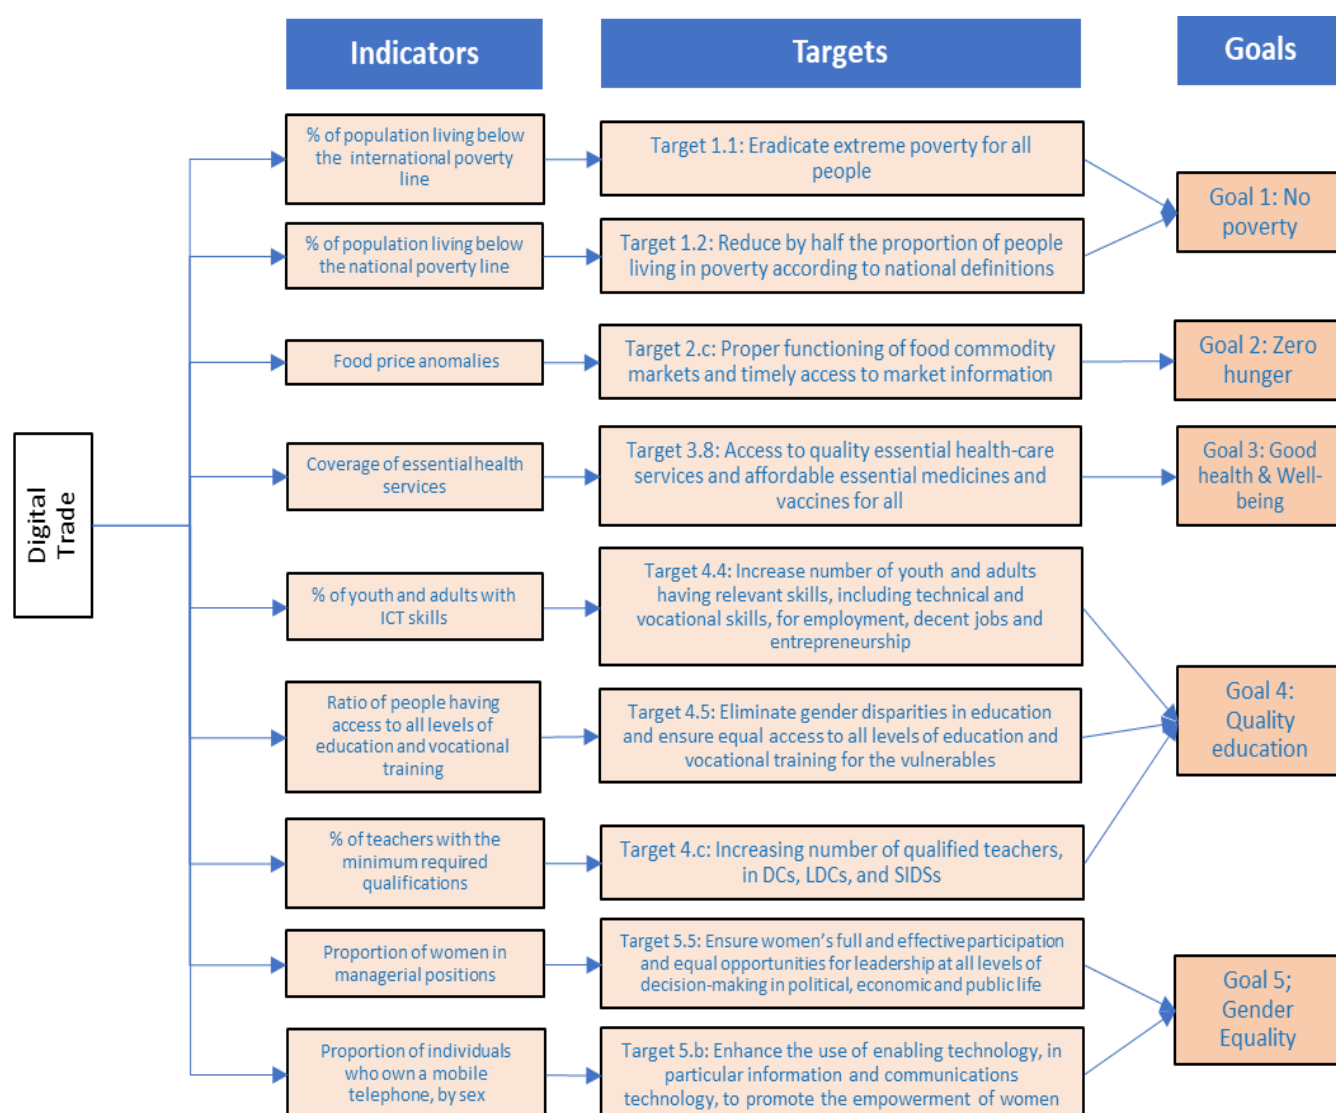 Indicators
Targets
Goals
% of population living below
the international poverty
line
Target 1.1: Eradicate extreme poverty for all
people
Goal 1: No
poverty
% of population living below
the national poverty line
Target 1.2: Reduce by half the proportion of people
living in poverty according to national definitions
Food price anomalies
Target 2.c: Proper functioning of food commodity
markets and timely access to market information
Goal 2: Zero
hunger
Digital
Trade
Coverage of essential health
services
Target 3.8: Access to quality essential health-care
services and affordable essential medicines and
vaccines for all
Goal 3: Good
health & Well-
being
% of youth and adults with
ICT skills
Target 4.4: Increase number of youth and adults
having relevant skills, including technical and
vocational skills, for employment, decent jobs and
entrepreneurship
Ratio of people having
access to all levels of
education and vocational
training
Target 4.5: Eliminate gender disparities in education
and ensure equal access to all levels of education and
vocational training for the vulnerables
Goal 4:
Quality
education
% of teachers with the
minimum required
qualifications
Target 4.c: Increasing number of qualified teachers,
in DCs, LDCs, and SIDSs
Proportion of women in
managerial positions
Target 5.5: Ensure women's full and effective participation
and equal opportunities for leadership at all levels of
decision-making in political, economic and public life
Goal 5;
Gender
Equality
Proportion of individuals
who own a mobile
telephone, by sex
Target 5.b: Enhance the use of enabling technology, in
particular information and communications
technology, to promote the empowerment of women